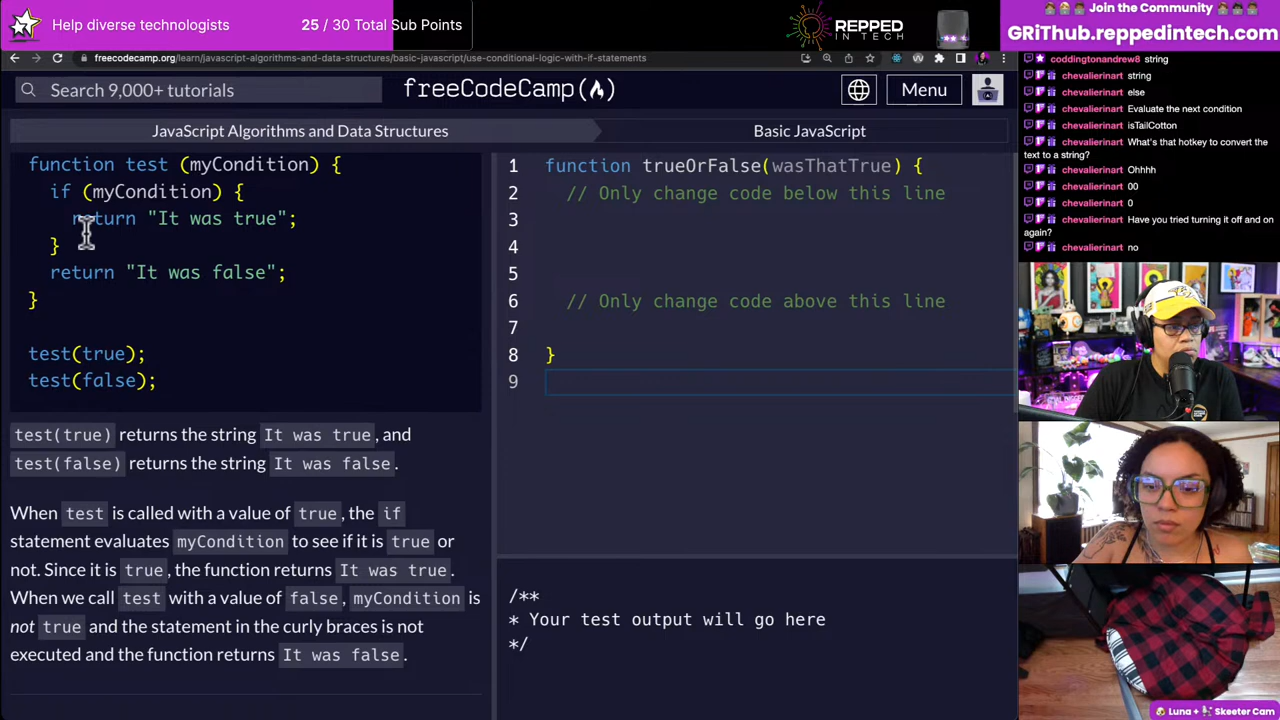 Help diverse technologists
25 / 30 Total Sub Points
REPPED
IN TECH
Join the Community
GRiThub.reppedintech.com
freecodecamp.org/learn/javascript-algorithms-and-data-structures/basic-javascript/use-conditional-logic-with-if-statements
Search 9,000+ tutorials
freeCodeCamp
Menu
JavaScript Algorithms and Data Structures
Basic JavaScript
function test (myCondition) {
if (myCondition) {
return "It was true";
}
return "It was false";
}
test(true);
test(false);
test(true) returns the string It was true, and
test(false) returns the string It was false.
When test is called with a value of true, the if
statement evaluates myCondition to see if it is true or
not. Since it is true, the function returns It was true.
When we call test with a value of false, myCondition is
not true and the statement in the curly braces is not
executed and the function returns It was false.
1 function trueOrFalse(wasThatTrue) {
2 // Only change code below this line
3
4
5
6 // Only change code above this line
7
8 }
9
/**
* Your test output will go here
*/
coddingtonandrew8 string
chevalierinart string
chevalierinart else
chevalierinart Evaluate the next condition
chevalierinart isTailCotton
chevalierinart What's that hotkey to convert the
text to a string?
chevalierinart Ohhhh
chevalierinart 00
chevalierinart 0
chevalierinart Have you tried turning it off and on
again?
chevalierinart no
Luna + Skeeter Cam